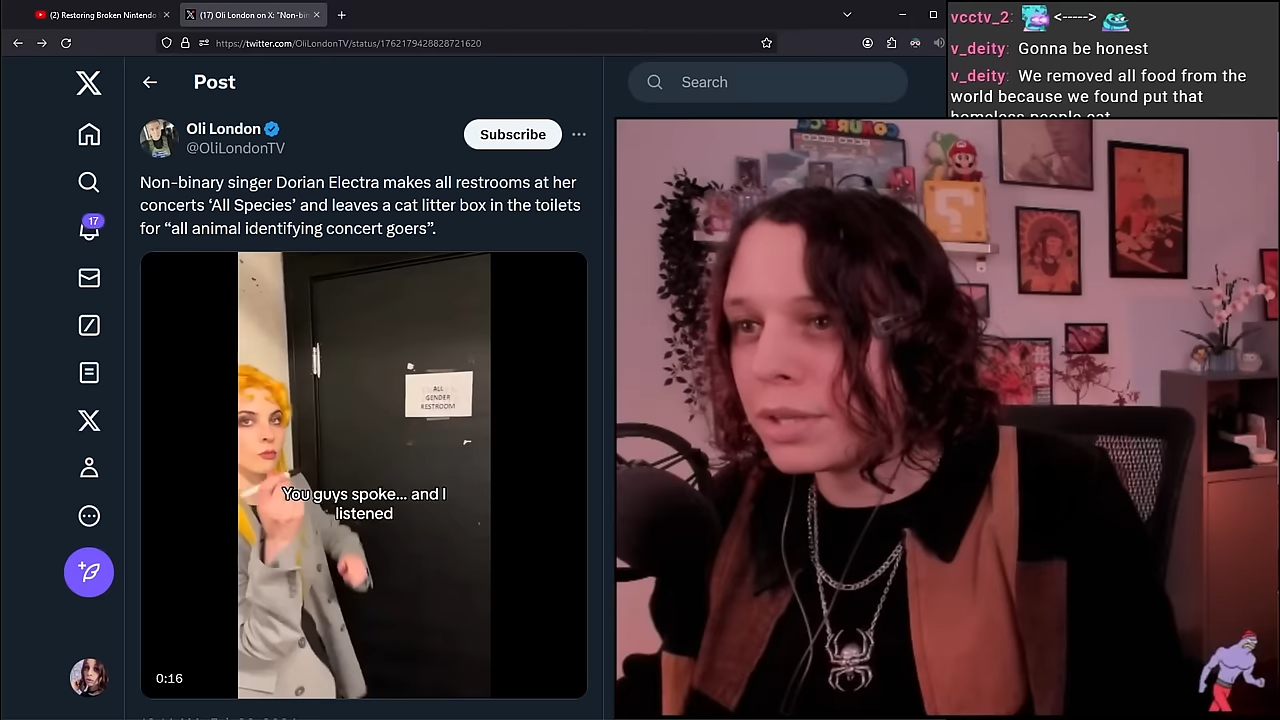 (2) Restoring Broken Nintendo
(17) Oli London on X: "Non-bi
https://twitter.com/OliLondonTV/status/1762179428828721620
vcctv_2: <----->
v_deity: Gonna be honest
v_deity: We removed all food from the
world because we found put that
homeless people eat
Post
Search
17
Oli London
@OliLondonTV
Subscribe
Non-binary singer Dorian Electra makes all restrooms at her
concerts ‘All Species’ and leaves a cat litter box in the toilets
for “all animal identifying concert goers”.
ALL
GENDER
RESTROOM
You guys spoke... and I
listened
0:16